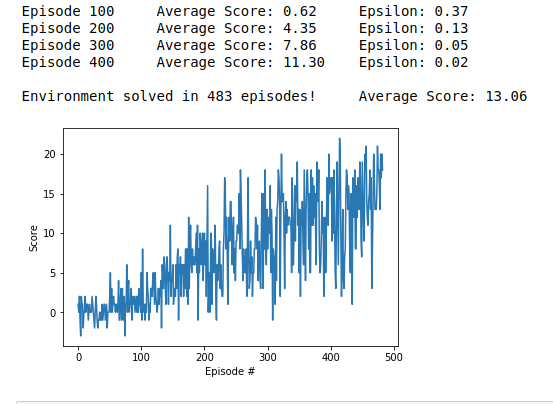 Episode 100 Average Score: 0.62 Epsilon: 0.37
Episode 200 Average Score: 4.35 Epsilon: 0.13
Episode 300 Average Score: 7.86 Epsilon: 0.05
Episode 400 Average Score: 11.30 Epsilon: 0.02
Environment solved in 483 episodes! Average Score: 13.06
20
15
10
5
0
Score
0 100 200 300 400 500
Episode #